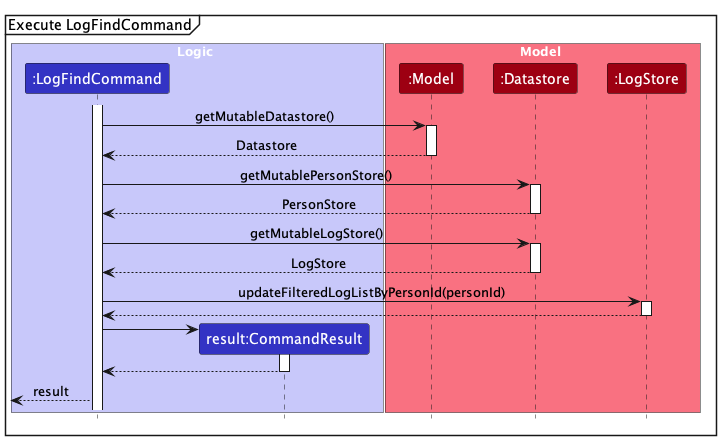 Execute LogFindCommand
Logic
Model
:LogFindCommand
:Model
:Datastore
:LogStore
getMutableDatastore()
Datastore
getMutablePersonStore()
PersonStore
getMutableLogStore()
LogStore
updateFilteredLogListByPersonId(personId)
result:CommandResult
result